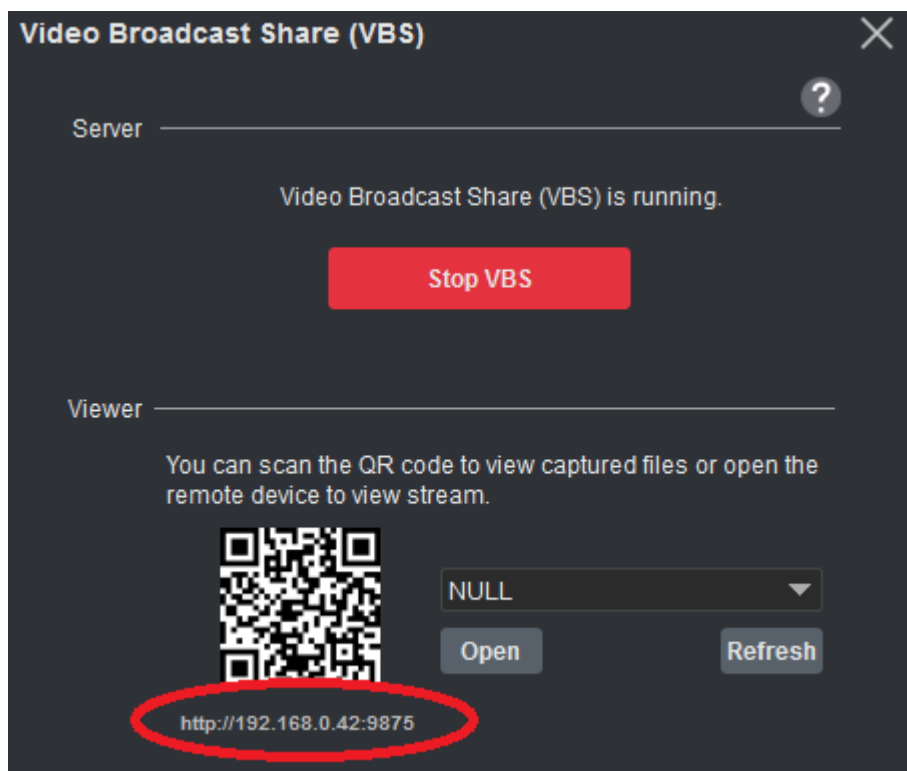 Video Broadcast Share (VBS)
?
Server
Video Broadcast Share (VBS) is running.
Stop VBS
Viewer
You can scan the QR code to view captured files or open the
remote device to view stream.
NULL
Open
Refresh
http://192.168.0.42:9875